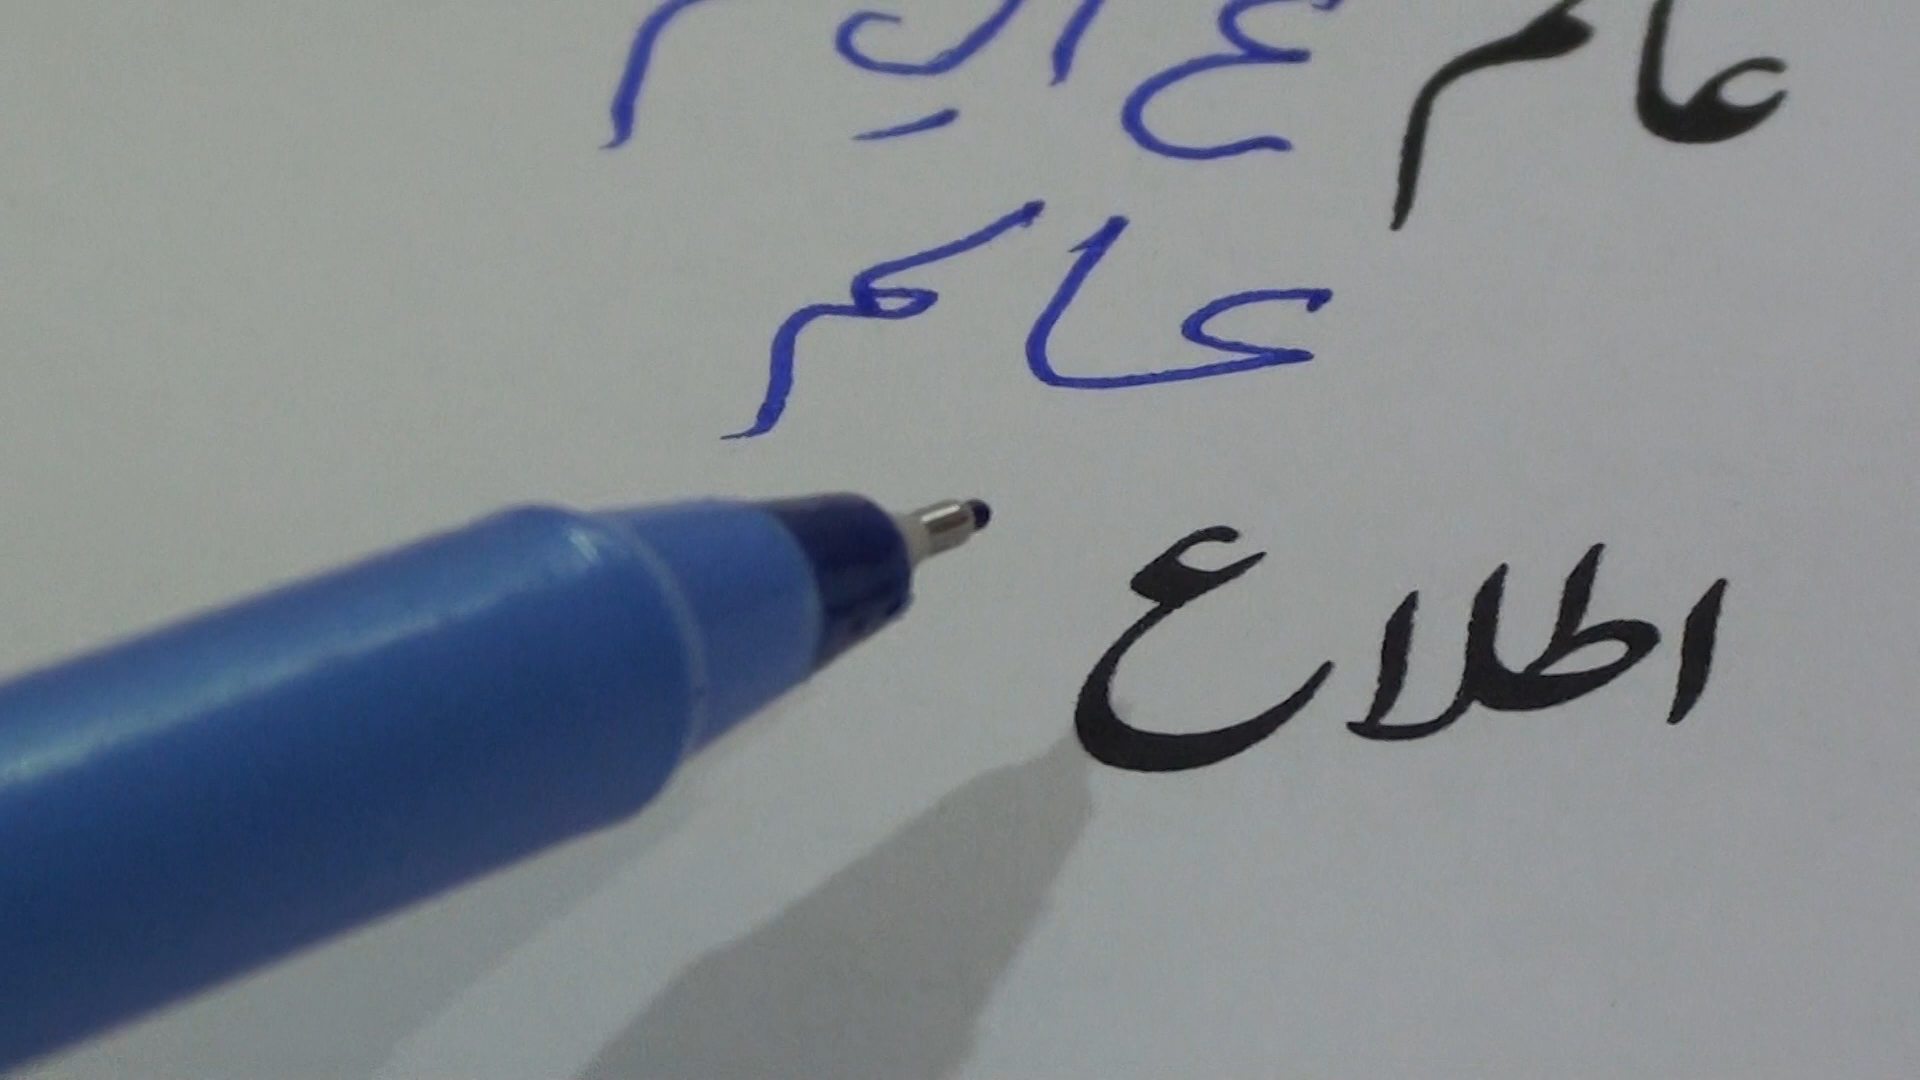 عالم ع ا ل م
عالم
اطلاع